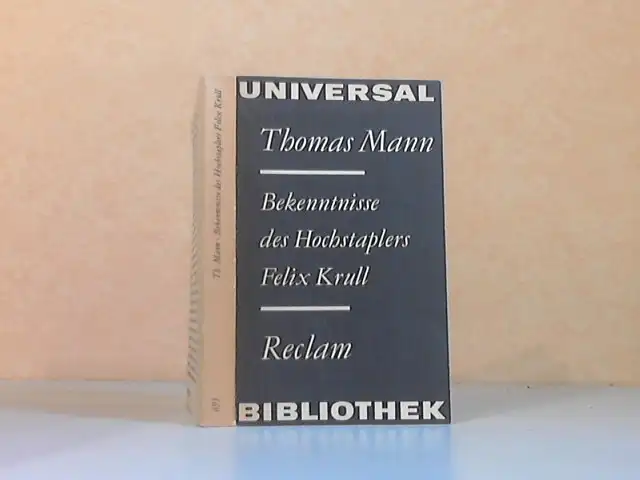 UNIVERSAL
Thomas Mann
Bekenntnisse
des Hochstaplers
Felix Krull
Reclam
BIBLIOTHEK
Th. Mann · Bekenntnisse des Hochstaplers Felix Krull